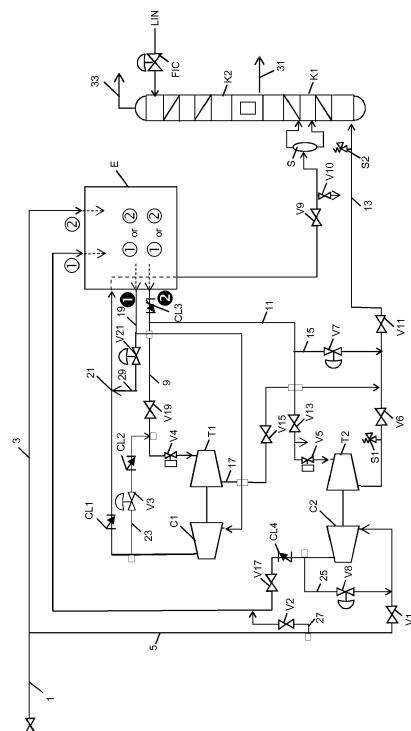 LIN
FIC
33
K2
31
K1
S
V10
S2
V9
13
E
② 
①
① or ②
① or ②
❶
❷
CL3
19
V21
21
29
9
11
3
15
V7
V11
CL2
V19
V4
T1
V15
V13
V5
T2
V6
S1
CL1
V3
23
C1
17
CL4
C2
V17
25
V8
V2
27
V1
5
1